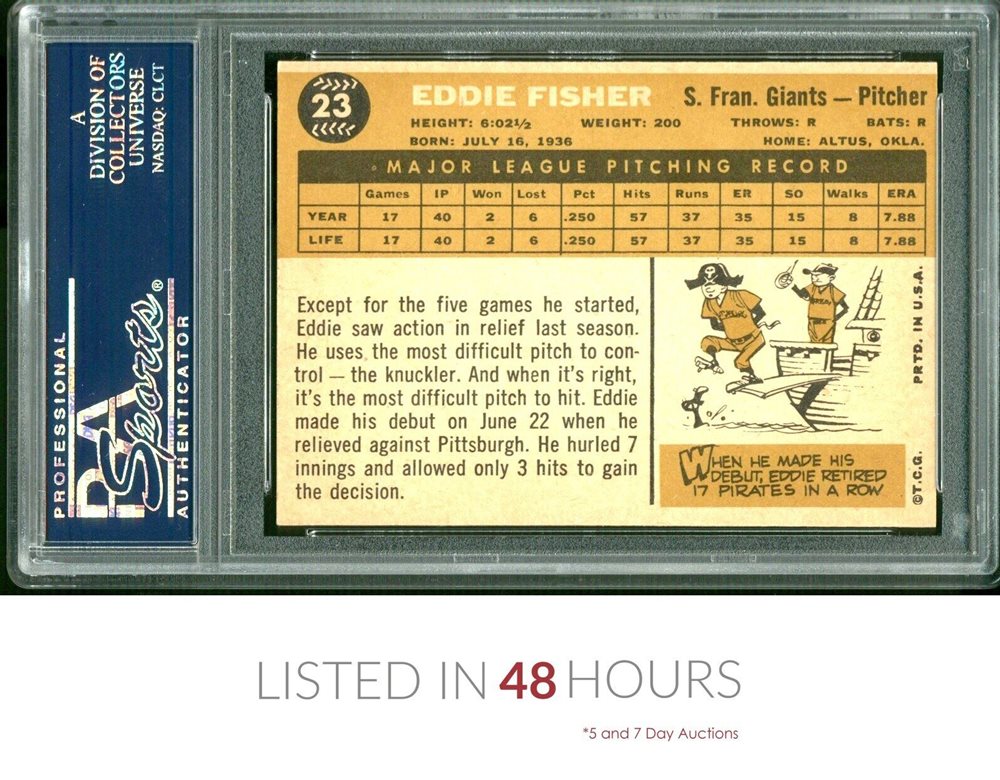 A
DIVISION OF
COLLECTORS
UNIVERSE
NASDAQ: CLCT
PROFESSIONAL
PSA
Sports®
AUTHENTICATOR
23
EDDIE FISHER S. Fran. Giants — Pitcher
HEIGHT: 6:02½ WEIGHT: 200 THROWS: R BATS: R
BORN: JULY 16, 1936 HOME: ALTUS, OKLA.
MAJOR LEAGUE PITCHING RECORD
Games IP Won Lost Pct Hits Runs ER SO Walks ERA
YEAR 17 40 2 6 .250 57 37 35 15 8 7.88
LIFE 17 40 2 6 .250 57 37 35 15 8 7.88
Except for the five games he started,
Eddie saw action in relief last season.
He uses the most difficult pitch to con-
trol — the knuckler. And when it's right,
it's the most difficult pitch to hit. Eddie
made his debut on June 22 when he
relieved against Pittsburgh. He hurled 7
innings and allowed only 3 hits to gain
the decision.
WHEN HE MADE HIS
DEBUT, EDDIE RETIRED
17 PIRATES IN A ROW
©T.C.G. PRTD. IN U.S.A.
LISTED IN 48 HOURS
*5 and 7 Day Auctions